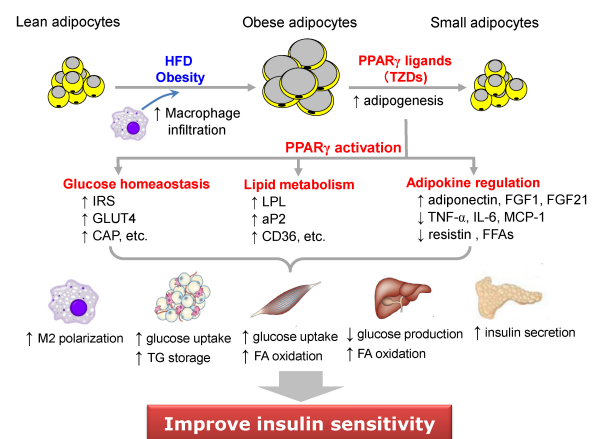 Lean adipocytes
Obese adipocytes
Small adipocytes
HFD
Obesity
PPARγ ligands
(TZDs)
↑ adipogenesis
↑ Macrophage
infiltration
PPARγ activation
Glucose homeaostasis
↑ IRS
↑ GLUT4
↑ CAP, etc.
Lipid metabolism
↑ LPL
↑ aP2
↑ CD36, etc.
Adipokine regulation
↑ adiponectin, FGF1, FGF21
↓ TNF-α, IL-6, MCP-1
↓ resistin , FFAs
↑ M2 polarization
↑ glucose uptake
↑ TG storage
↑ glucose uptake
↑ FA oxidation
↓ glucose production
↑ FA oxidation
↑ insulin secretion
Improve insulin sensitivity